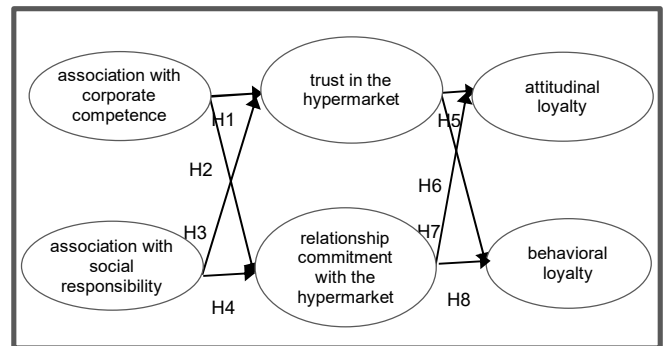 association with
corporate
competence
trust in the
hypermarket
attitudinal
loyalty
H1
H5
H2
H6
H3
H7
association with
social
responsibility
relationship
commitment
with the
hypermarket
behavioral
loyalty
H4
H8